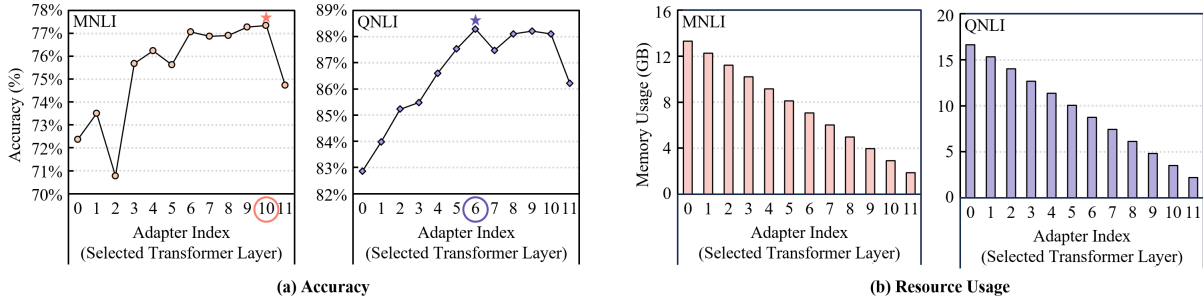 MNLI
78%
77%
76%
75%
74%
73%
72%
71%
70%
Accuracy (%)
0 1 2 3 4 5 6 7 8 9 10 11
Adapter Index
(Selected Transformer Layer)
QNLI
89%
88%
87%
86%
85%
84%
83%
82%
0 1 2 3 4 5 6 7 8 9 10 11
Adapter Index
(Selected Transformer Layer)
(a) Accuracy
MNLI
16
12
8
4
0
Memory Usage (GB)
0 1 2 3 4 5 6 7 8 9 10 11
Adapter Index
(Selected Transformer Layer)
QNLI
20
15
10
5
0
0 1 2 3 4 5 6 7 8 9 10 11
Adapter Index
(Selected Transformer Layer)
(b) Resource Usage